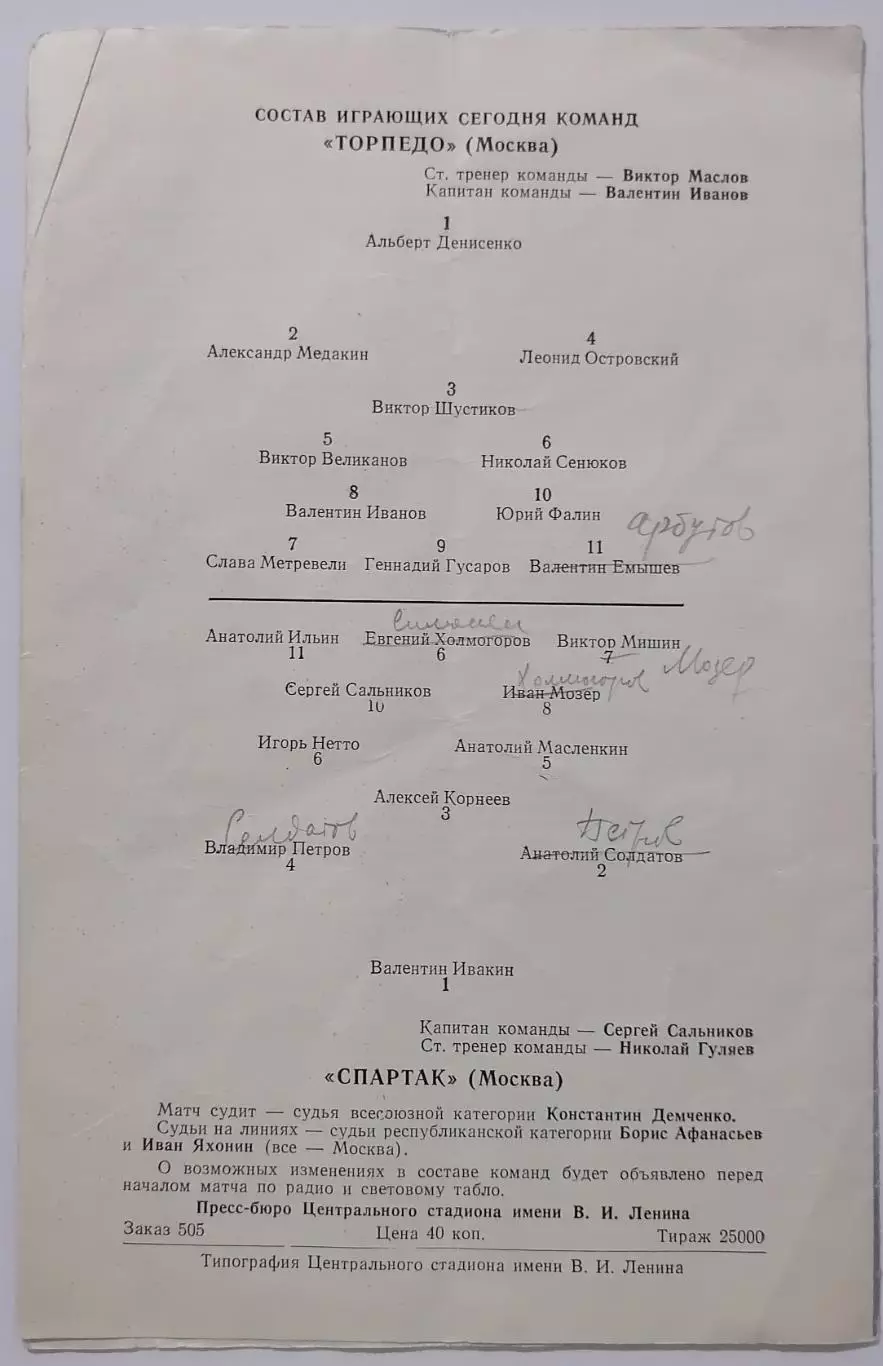 СОСТАВ ИГРАЮЩИХ СЕГОДНЯ КОМАНД
«ТОРПЕДО» (Москва)
Ст. тренер команды — Виктор Маслов
Капитан команды — Валентин Иванов
1
Альберт Денисенко
2 4
Александр Медакин Леонид Островский
3
Виктор Шустиков
5 6
Виктор Великанов Николай Сенюков
8 10
Валентин Иванов Юрий Фалин Арбутов
7 9 11
Слава Метревели Геннадий Гусаров Валентин Емышев
Анатолий Ильин Евгений Холмогоров Виктор Мишин
11 6 7
Холмогоров Мозер
Сергей Сальников Иван Мозер
10 8
Игорь Нетто Анатолий Масленкин
6 5
Алексей Корнеев
3
Солдатов Петров
Владимир Петров Анатолий Солдатов
4 2
Валентин Ивакин
1
Капитан команды — Сергей Сальников
Ст. тренер команды — Николай Гуляев
«СПАРТАК» (Москва)
Матч судит — судья всесоюзной категории Константин Демченко.
Судьи на линиях — судьи республиканской категории Борис Афанасьев
и Иван Яхонин (все — Москва).
О возможных изменениях в составе команд будет объявлено перед
началом матча по радио и световому табло.
Пресс-бюро Центрального стадиона имени В. И. Ленина
Заказ 505 Цена 40 коп. Тираж 25000
Типография Центрального стадиона имени В. И. Ленина